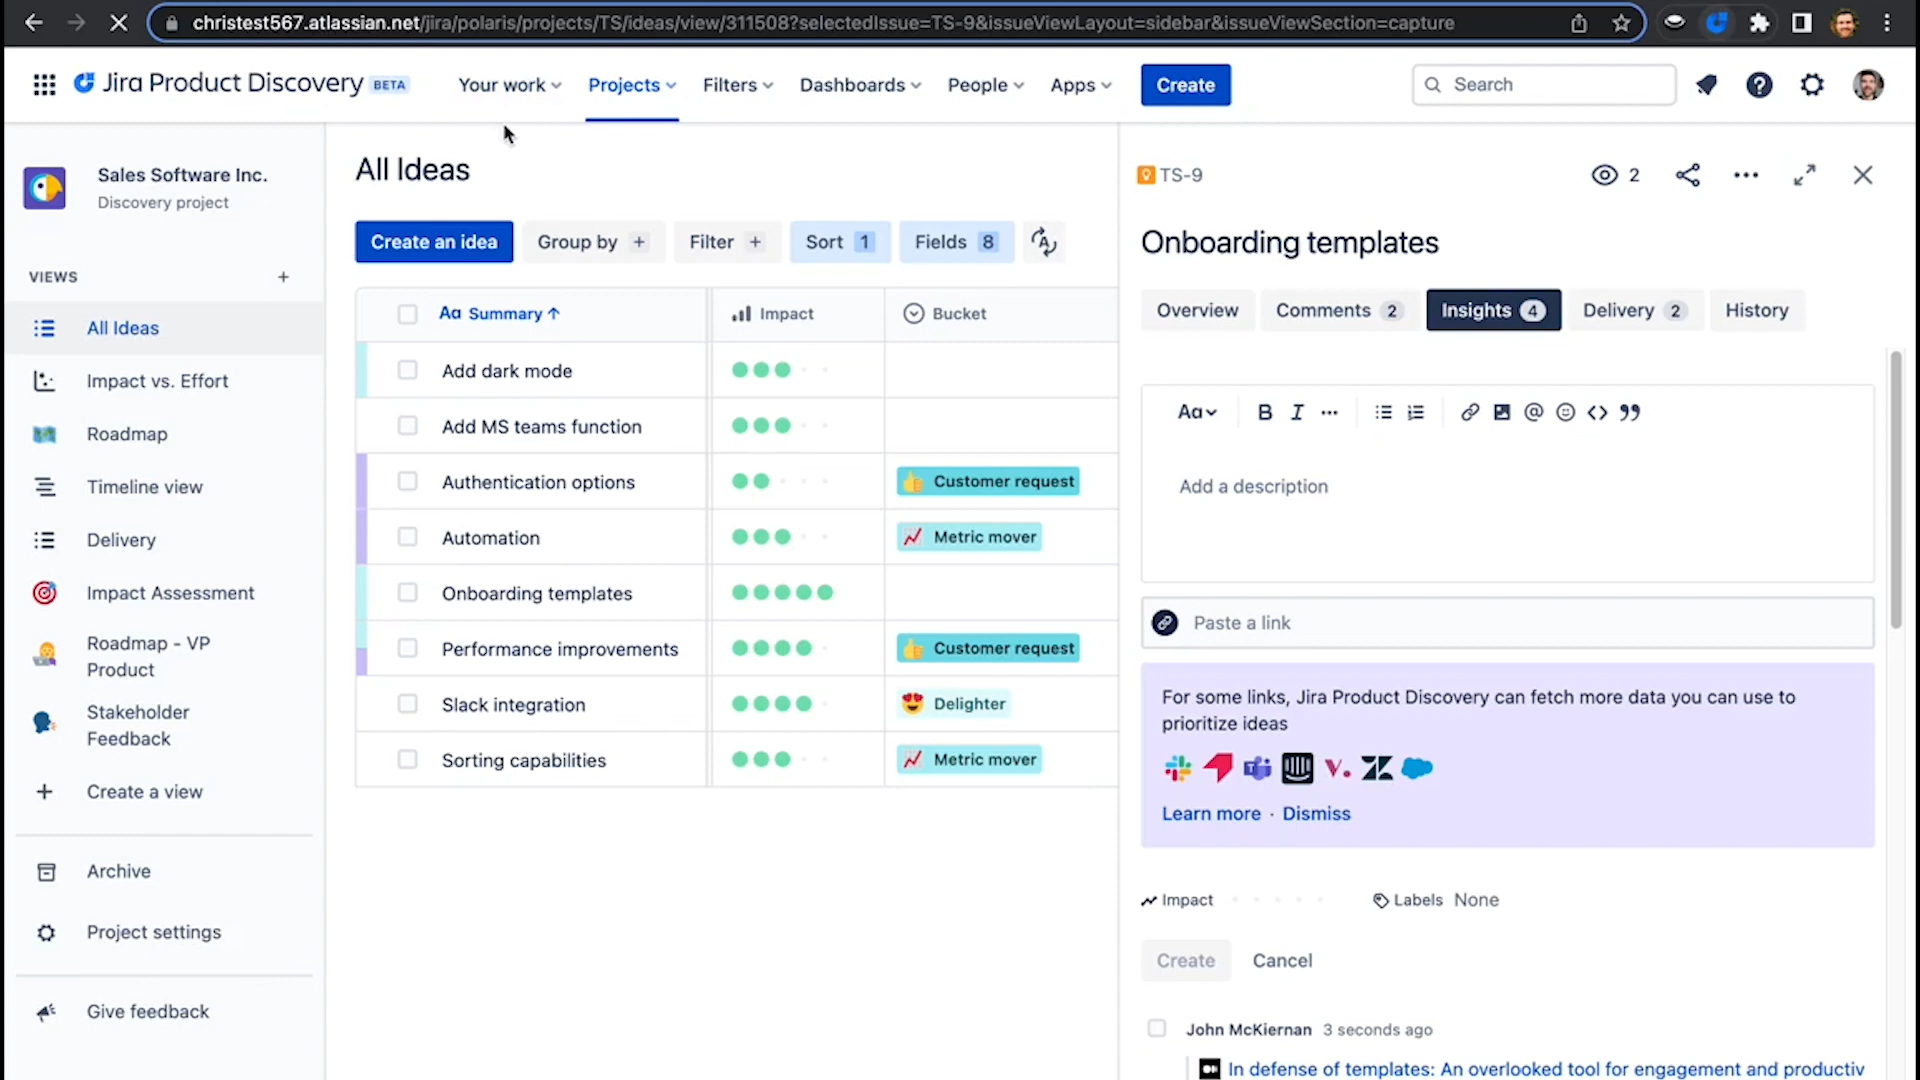 christest567.atlassian.net/jira/polaris/projects/TS/ideas/view/311508?selectedIssue=TS-9&issueViewLayout=sidebar&issueViewSection=capture
Jira Product Discovery BETA
Your work
Projects
Filters
Dashboards
People
Apps
Create
Search
Sales Software Inc.
Discovery project
VIEWS
All Ideas
Impact vs. Effort
Roadmap
Timeline view
Delivery
Impact Assessment
Roadmap - VP
Product
Stakeholder
Feedback
Create a view
Archive
Project settings
Give feedback
All Ideas
Create an idea
Group by +
Filter +
Sort 1
Fields 8
Aa Summary
Impact
Bucket
Add dark mode
Add MS teams function
Authentication options
Customer request
Automation
Metric mover
Onboarding templates
Performance improvements
Customer request
Slack integration
Delighter
Sorting capabilities
Metric mover
TS-9
2
Onboarding templates
Overview
Comments 2
Insights 4
Delivery 2
History
Aa
B I
Add a description
Paste a link
For some links, Jira Product Discovery can fetch more data you can use to
prioritize ideas
Learn more · Dismiss
Impact
Labels None
Create
Cancel
John McKiernan 3 seconds ago
In defense of templates: An overlooked tool for engagement and productiv